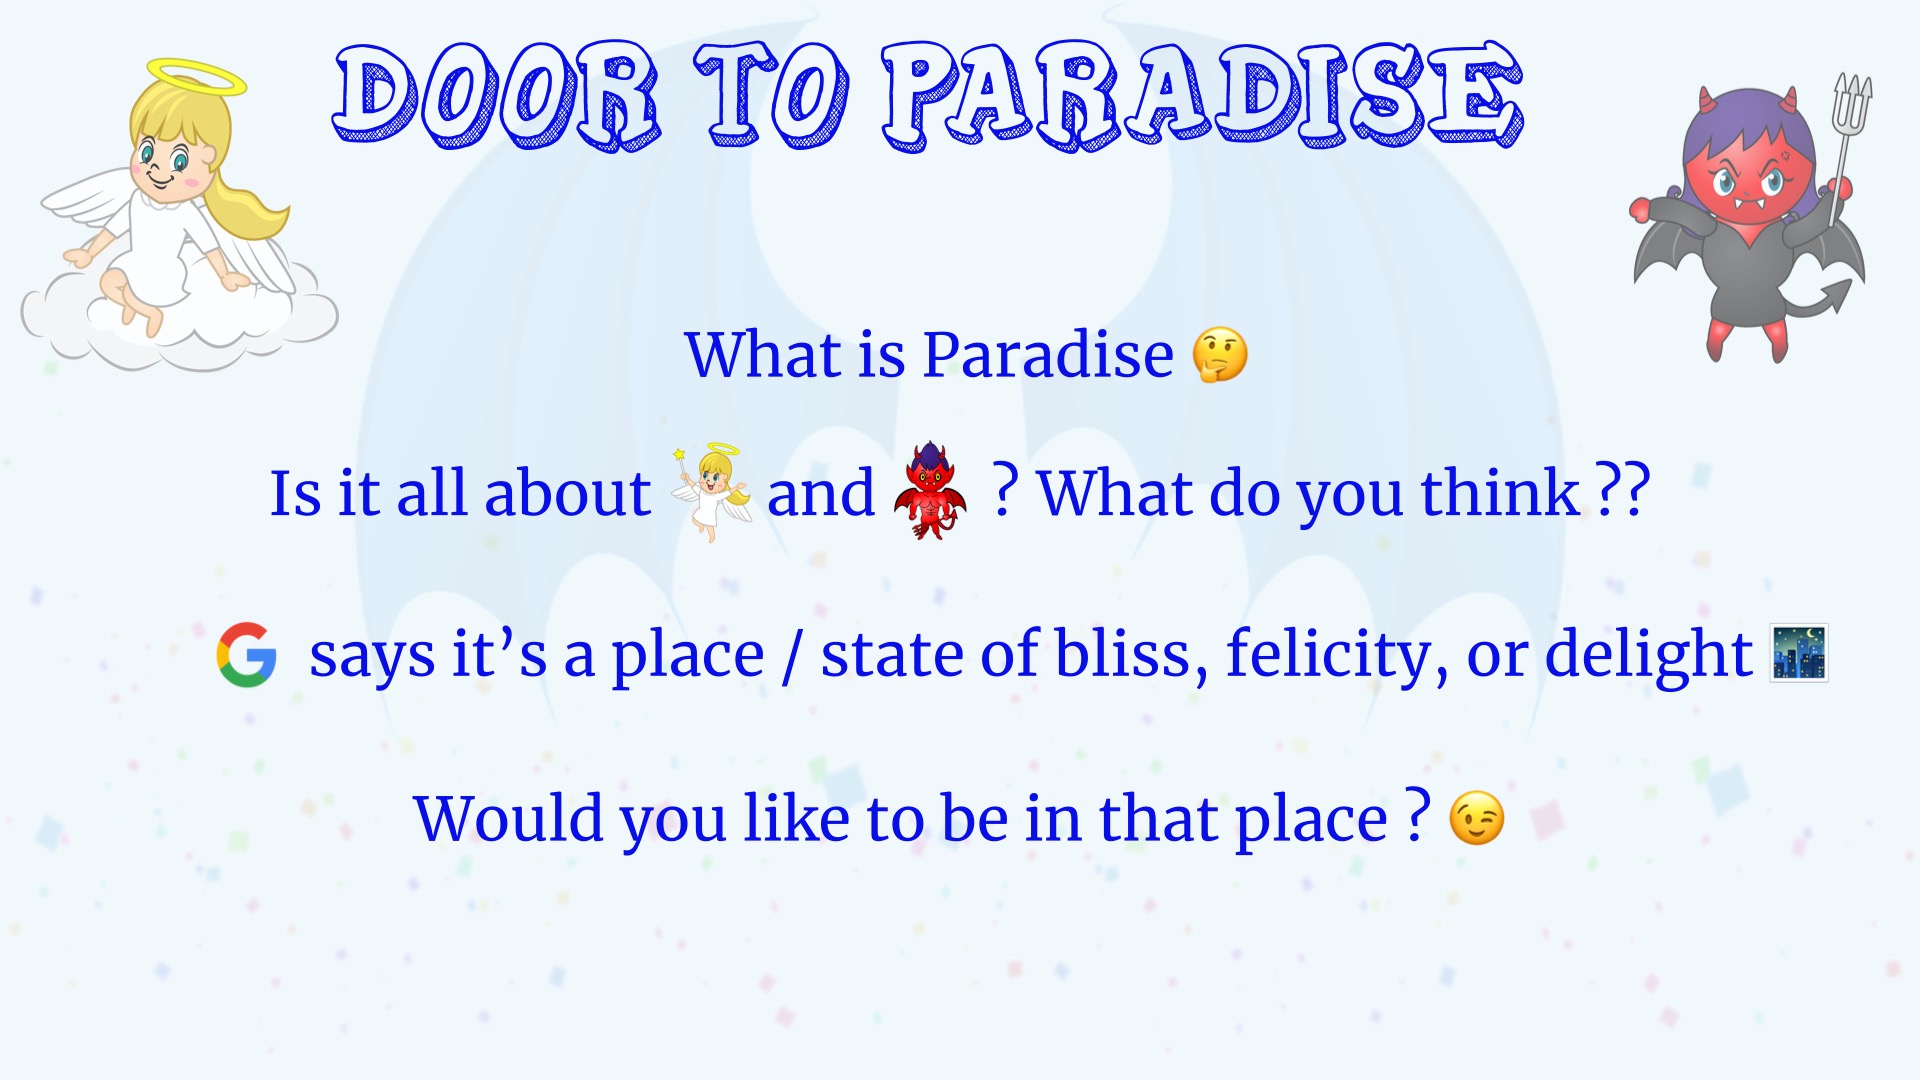 DOOR TO PARADISE
What is Paradise 🤔
Is it all about and ? What do you think ??
G says it’s a place / state of bliss, felicity, or delight 🌃
Would you like to be in that place ? 😉